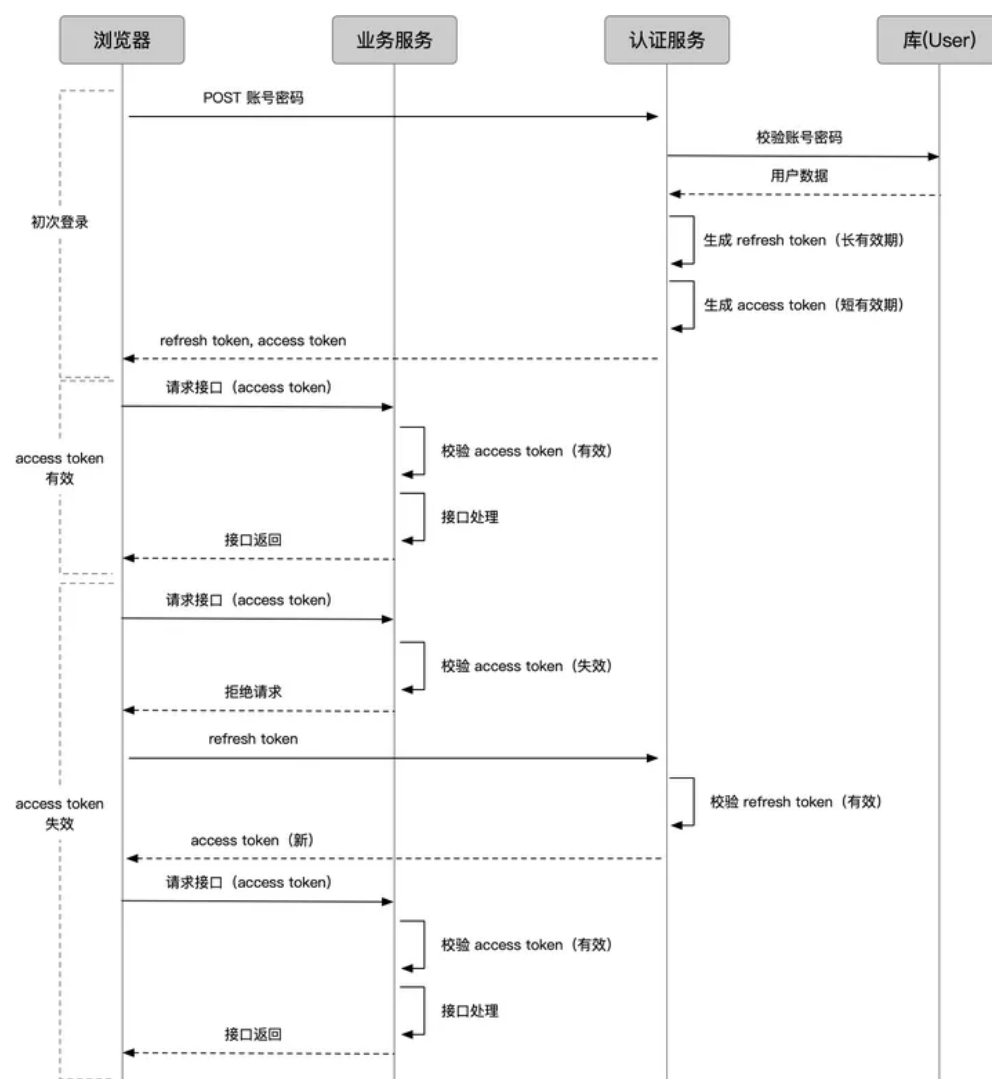 浏览器
业务服务
认证服务
库(User)
POST 账号密码
校验账号密码
用户数据
初次登录
生成 refresh token（长有效期）
生成 access token（短有效期）
refresh token, access token
请求接口（access token）
access token
有效
校验 access token（有效）
接口处理
接口返回
请求接口（access token）
校验 access token（失效）
拒绝请求
refresh token
access token
失效
校验 refresh token（有效）
access token（新）
请求接口（access token）
校验 access token（有效）
接口处理
接口返回